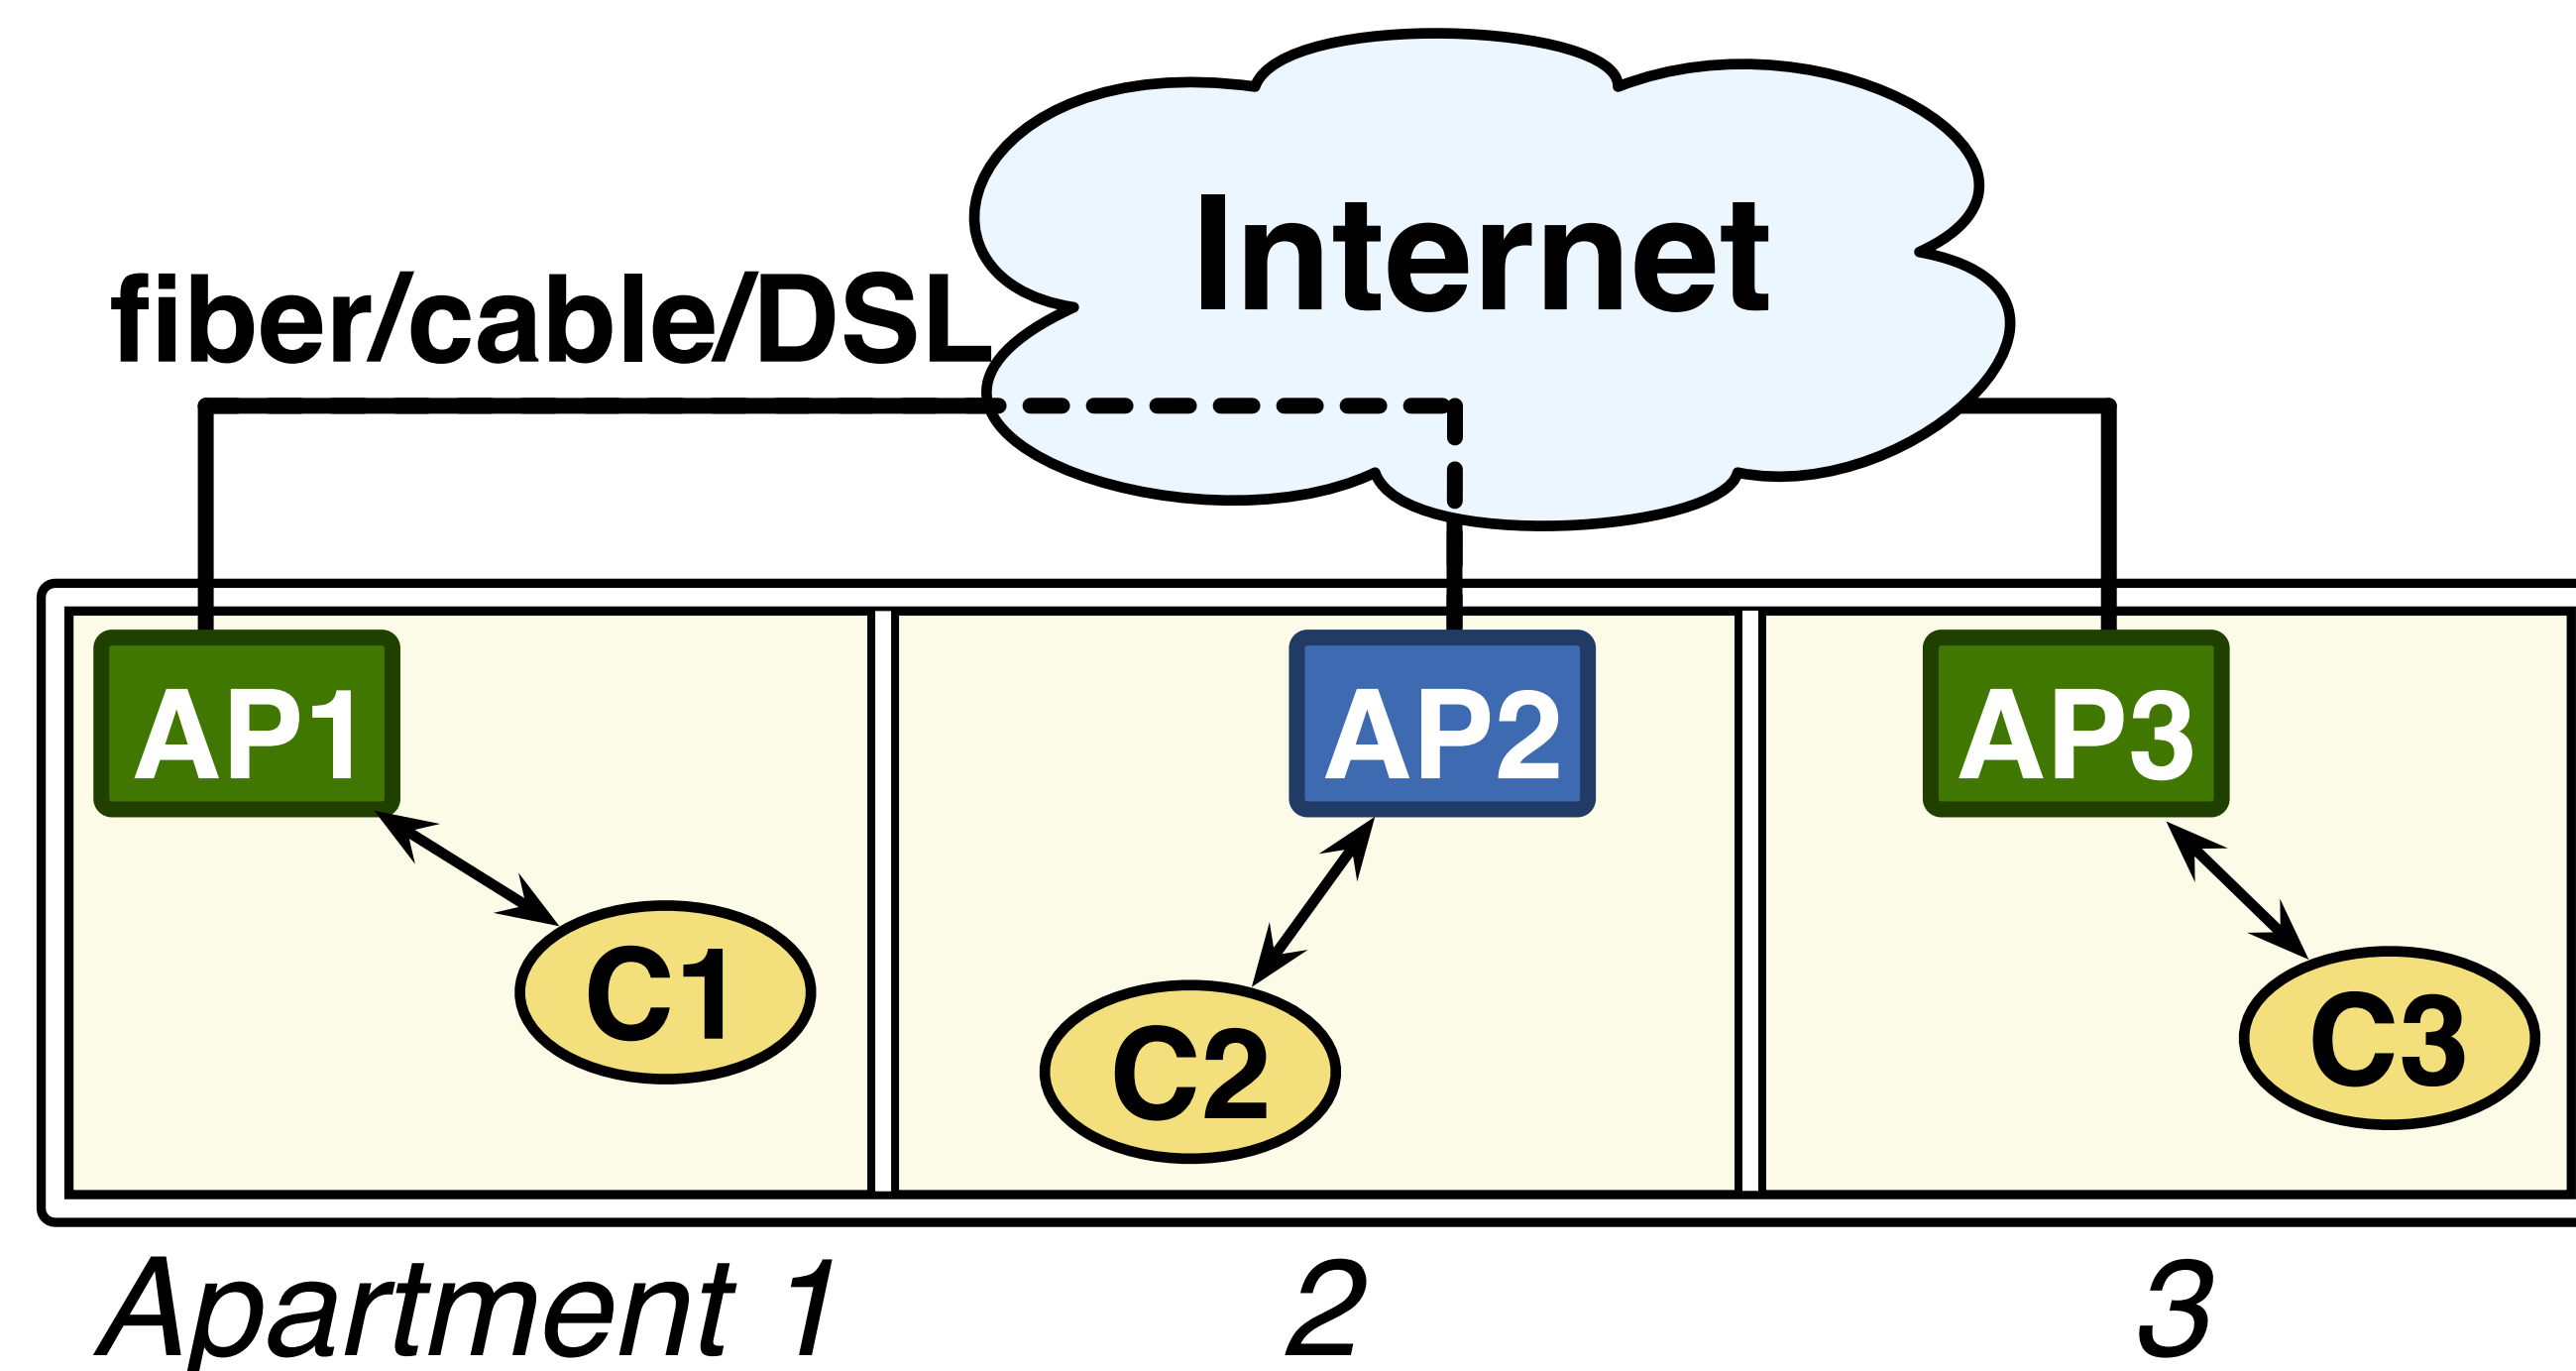 Internet
fiber/cable/DSL
AP1
AP2
AP3
C1
C2
C3
Apartment 1 2 3